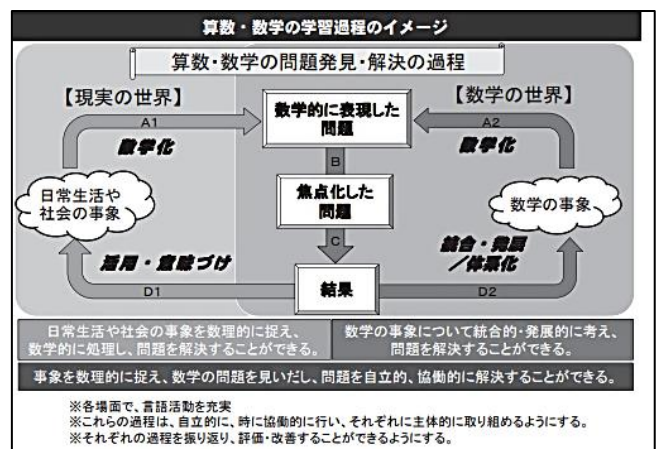 算数・数学の学習過程のイメージ
算数・数学の問題発見・解決の過程
【現実の世界】
【数学の世界】
A1
数学化
数学的に表現した
問題
A2
数学化
B
日常生活や
社会の事象
焦点化した
問題
数学の事象
C
活用・意味づけ
統合・発展
／体系化
D1
結果
D2
日常生活や社会の事象を数理的に捉え、
数学的に処理し、問題を解決することができる。
数学の事象について統合的・発展的に考え、
問題を解決することができる。
事象を数理的に捉え、数学の問題を見いだし、問題を自立的、協働的に解決することができる。
※各場面で、言語活動を充実
※これらの過程は、自立的に、時に協働的に行い、それぞれに主体的に取り組めるようにする。
※それぞれの過程を振り返り、評価・改善することができるようにする。